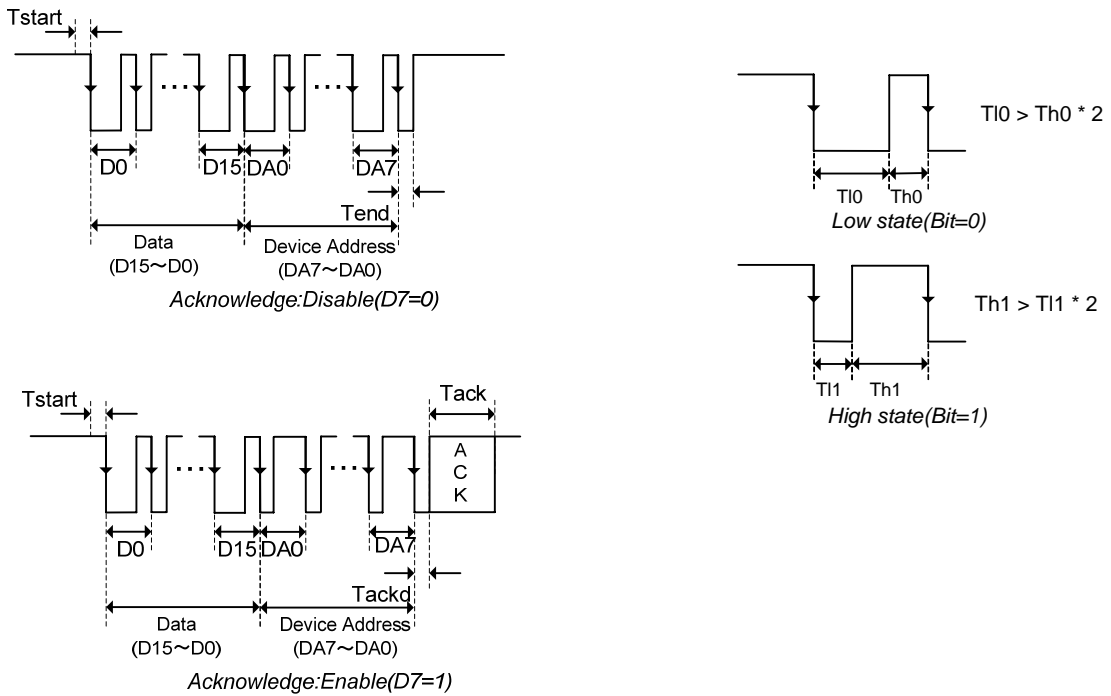 Tstart
D0
D15
DA0
DA7
Tend
Data
(D15～D0)
Device Address
(DA7～DA0)
Acknowledge:Disable(D7=0)
Tl0
Th0
Tl0 > Th0 * 2
Low state(Bit=0)
Tl1
Th1
Th1 > Tl1 * 2
High state(Bit=1)
Tstart
Tack
A
C
K
D0
D15
DA0
DA7
Tackd
Data
(D15～D0)
Device Address
(DA7～DA0)
Acknowledge:Enable(D7=1)